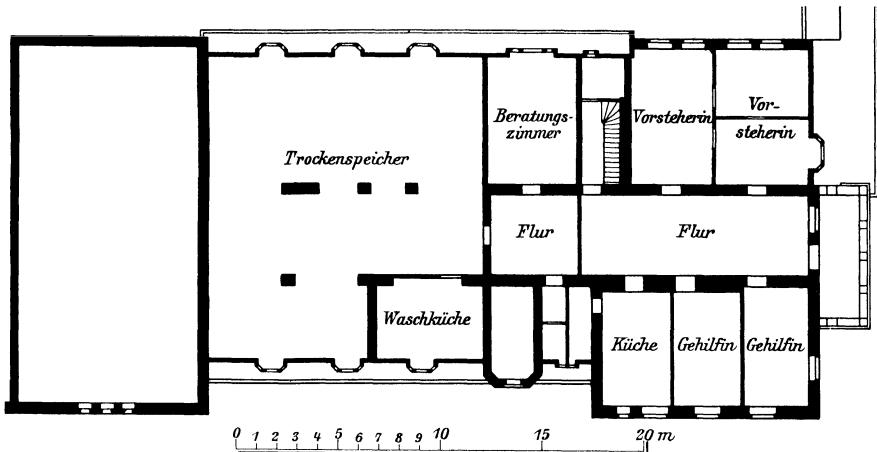 Beratungs-
zimmer
Vorsteherin
Vor-
steherin
Trockenspeicher
Flur
Flur
Waschküche
Küche
Gehilfin
Gehilfin
0 1 2 3 4 5 6 7 8 9 10 15 20 m